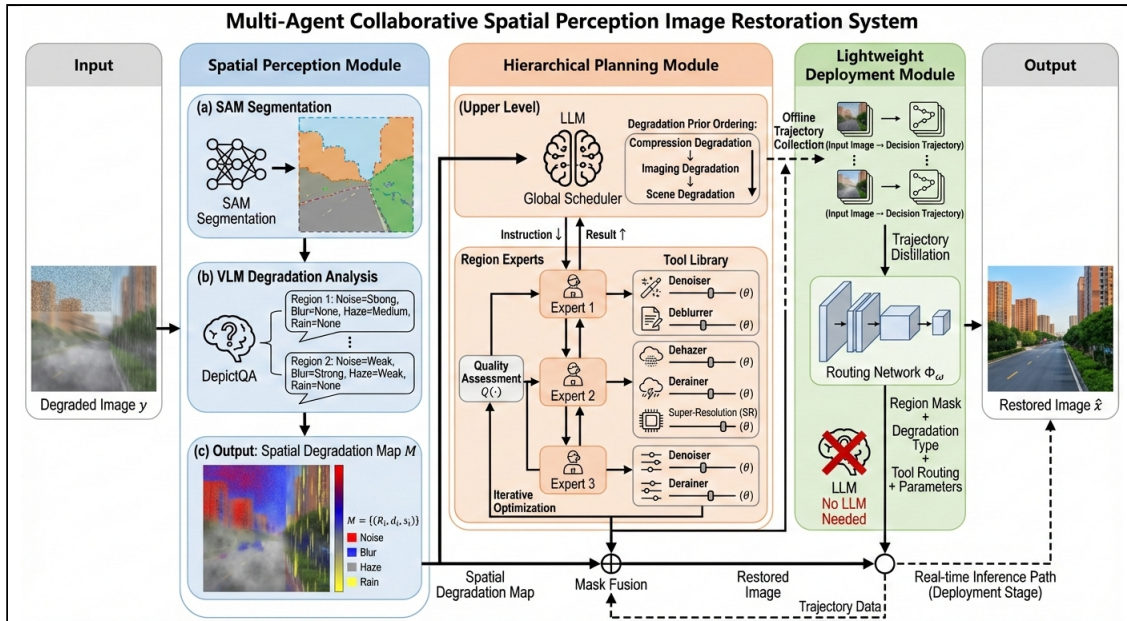 Multi-Agent Collaborative Spatial Perception Image Restoration System
Input
Degraded Image y
Spatial Perception Module
(a) SAM Segmentation
SAM
Segmentation
(b) VLM Degradation Analysis
DepictQA
Region 1: Noise=Strong,
Blur=None, Haze=Medium,
Rain=None
⋮
Region 2: Noise=Weak,
Blur=Strong, Haze=Weak,
Rain=None
(c) Output: Spatial Degradation Map M
M = {(R_i, d_i, s_i)}
Noise
Blur
Haze
Rain
Hierarchical Planning Module
(Upper Level)
LLM
Global Scheduler
Degradation Prior Ordering:
Compression Degradation
↓
Imaging Degradation
↓
Scene Degradation
Instruction ↓
Result ↑
Region Experts
Expert 1
Expert 2
Expert 3
Quality
Assessment
Q(·)
Iterative
Optimization
Tool Library
Denoiser
(θ)
Deblurrer
(θ)
Dehazer
(θ)
Derainer
(θ)
Super-Resolution (SR)
(θ)
Denoiser
(θ)
Derainer
(θ)
Offline
Trajectory
Collection
Lightweight
Deployment Module
(Input Image → Decision Trajectory)
⋮
⋮
(Input Image → Decision Trajectory)
Trajectory
Distillation
Routing Network Φ_ω
LLM
No LLM
Needed
Region Mask
+
Degradation
Type
+
Tool Routing
+ Parameters
Output
Restored Image x̂
Spatial
Degradation Map
Mask Fusion
Restored
Image
Trajectory Data
Real-time Inference Path
(Deployment Stage)